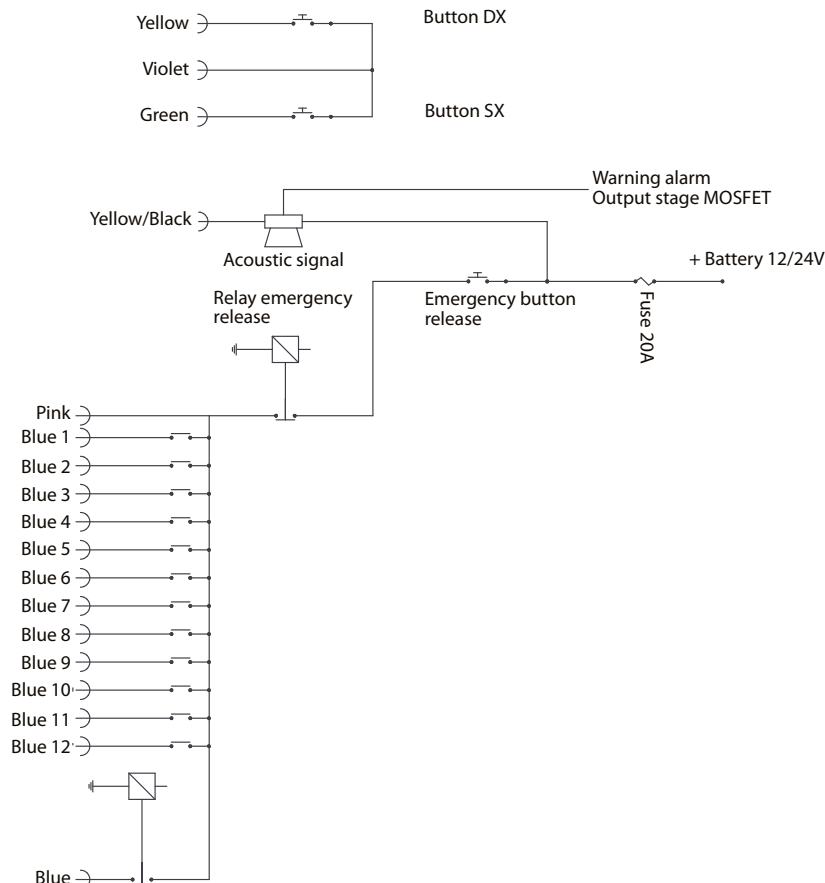 Yellow
Button DX
Violet
Green
Button SX
Warning alarm
Output stage MOSFET
Yellow/Black
Acoustic signal
+ Battery 12/24V
Relay emergency
release
Emergency button
release
Fuse 20A
Pink
Blue 1
Blue 2
Blue 3
Blue 4
Blue 5
Blue 6
Blue 7
Blue 8
Blue 9
Blue 10
Blue 11
Blue 12
Blue